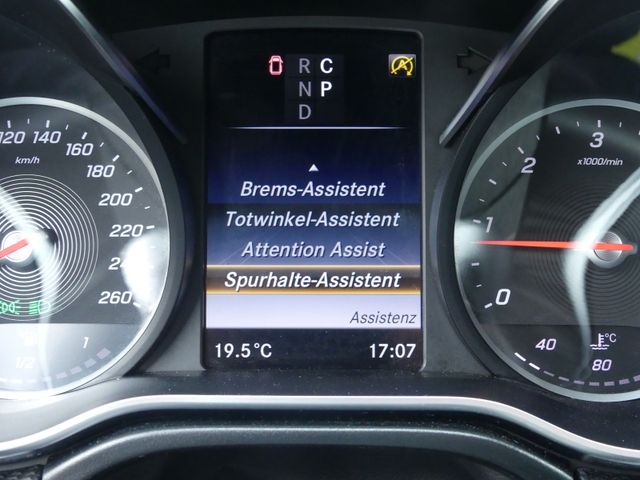 R C
N P
D
120 140 160 180 200 220 260
km/h
Brems-Assistent
Totwinkel-Assistent
Attention Assist
Spurhalte-Assistent
Assistenz
19.5°C 17:07
1/2 1
3
2
1
0
x1000/min
40 °C
80